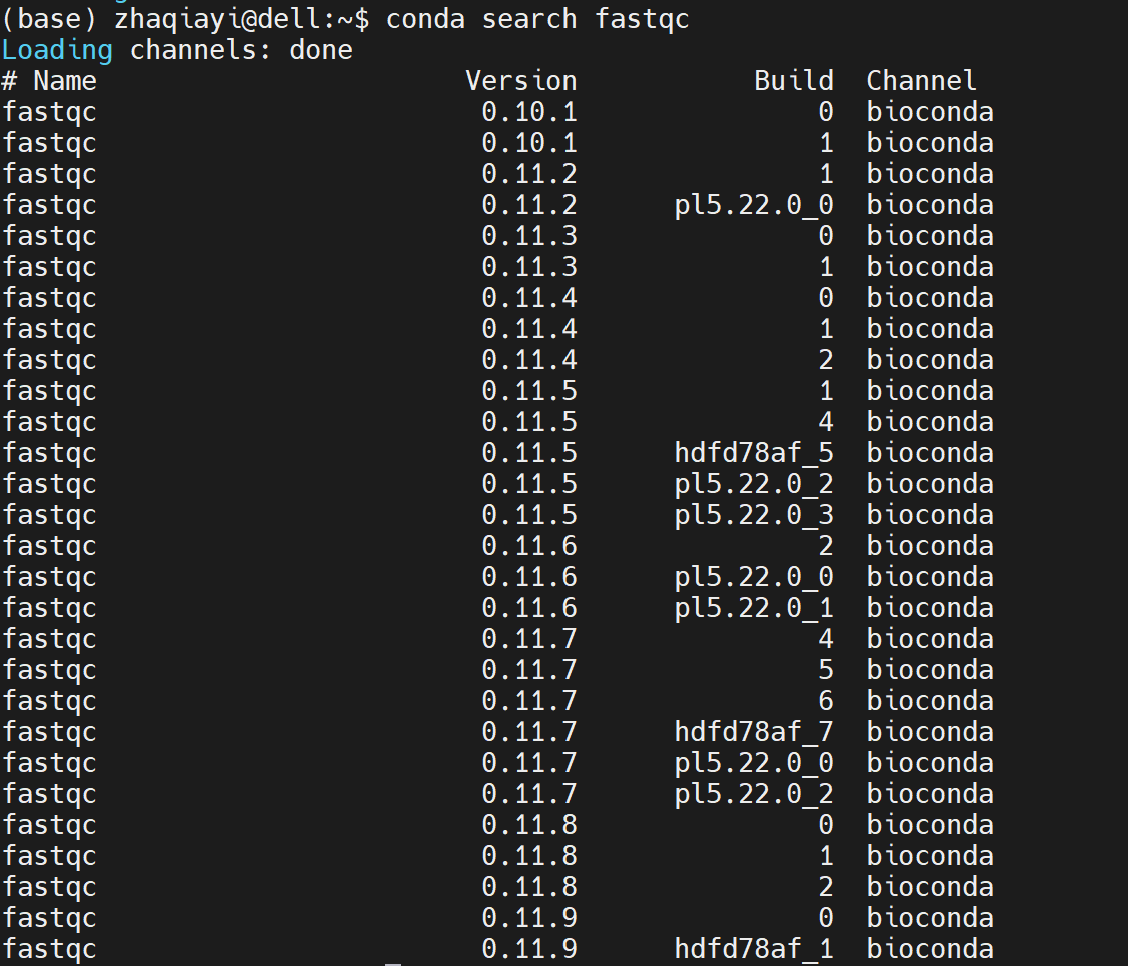 (base) zhaqiayi@dell:~$ conda search fastqc
Loading channels: done
# Name Version Build Channel
fastqc 0.10.1 0 bioconda
fastqc 0.10.1 1 bioconda
fastqc 0.11.2 1 bioconda
fastqc 0.11.2 pl5.22.0_0 bioconda
fastqc 0.11.3 0 bioconda
fastqc 0.11.3 1 bioconda
fastqc 0.11.4 0 bioconda
fastqc 0.11.4 1 bioconda
fastqc 0.11.4 2 bioconda
fastqc 0.11.5 1 bioconda
fastqc 0.11.5 4 bioconda
fastqc 0.11.5 hdfd78af_5 bioconda
fastqc 0.11.5 pl5.22.0_2 bioconda
fastqc 0.11.5 pl5.22.0_3 bioconda
fastqc 0.11.6 2 bioconda
fastqc 0.11.6 pl5.22.0_0 bioconda
fastqc 0.11.6 pl5.22.0_1 bioconda
fastqc 0.11.7 4 bioconda
fastqc 0.11.7 5 bioconda
fastqc 0.11.7 6 bioconda
fastqc 0.11.7 hdfd78af_7 bioconda
fastqc 0.11.7 pl5.22.0_0 bioconda
fastqc 0.11.7 pl5.22.0_2 bioconda
fastqc 0.11.8 0 bioconda
fastqc 0.11.8 1 bioconda
fastqc 0.11.8 2 bioconda
fastqc 0.11.9 0 bioconda
fastqc 0.11.9 hdfd78af_1 bioconda